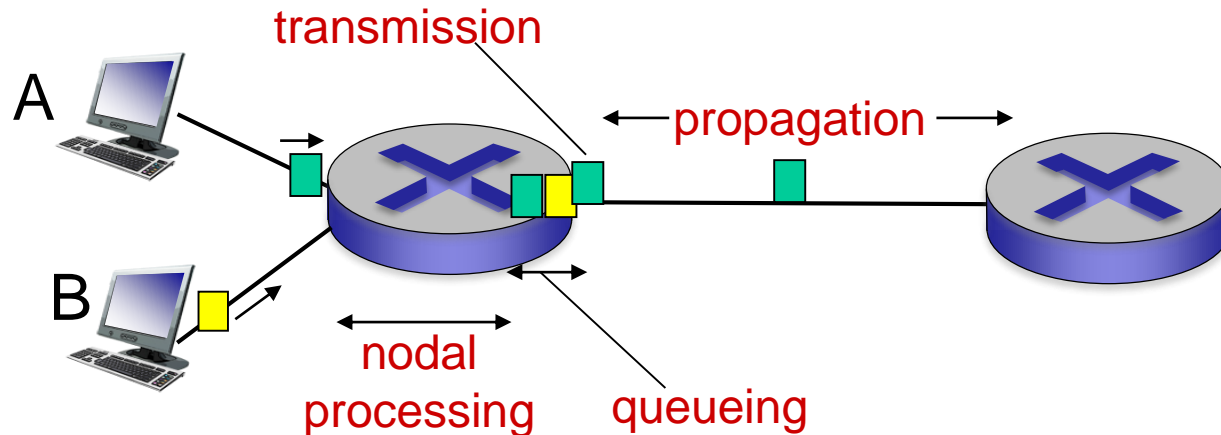 transmission
A
propagation
B
nodal
processing
queueing